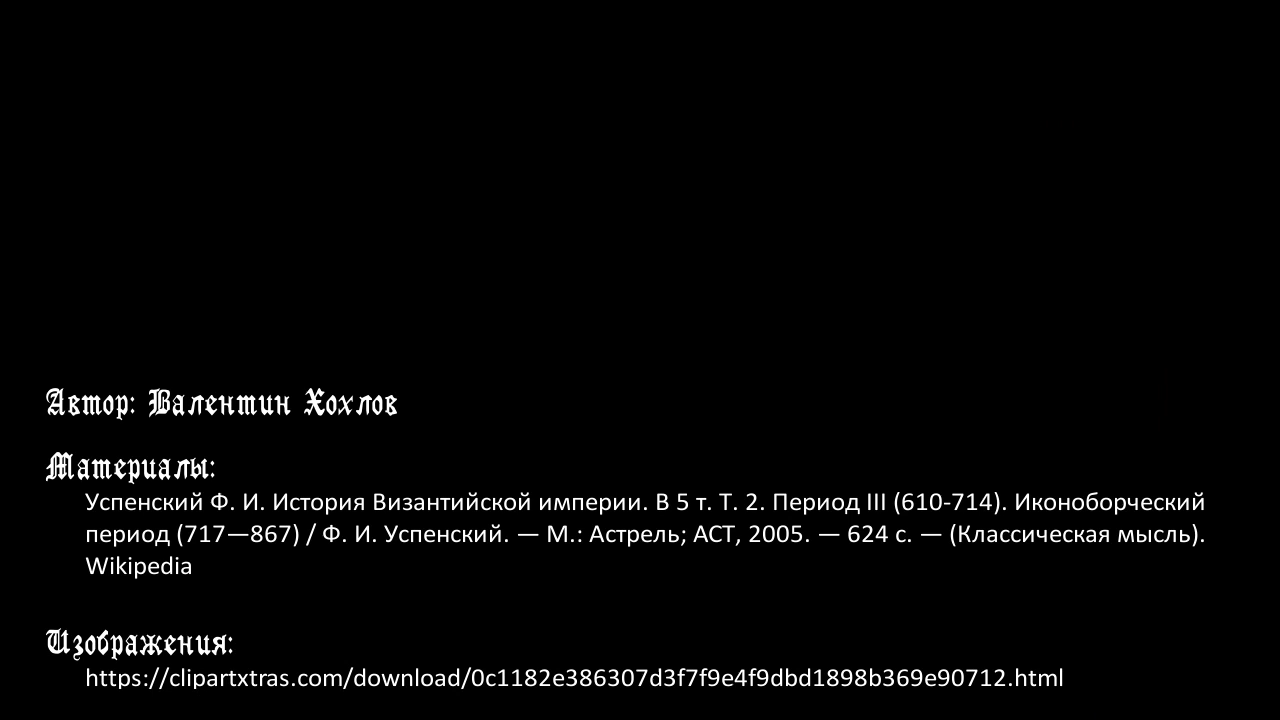 Автор: Валентин Хохлов
Материалы:
Успенский Ф. И. История Византийской империи. В 5 т. Т. 2. Период III (610-714). Иконоборческий
период (717—867) / Ф. И. Успенский. — М.: Астрель; АСТ, 2005. — 624 с. — (Классическая мысль).
Wikipedia
Изображения:
https://clipartxtras.com/download/0c1182e386307d3f7f9e4f9dbd1898b369e90712.html